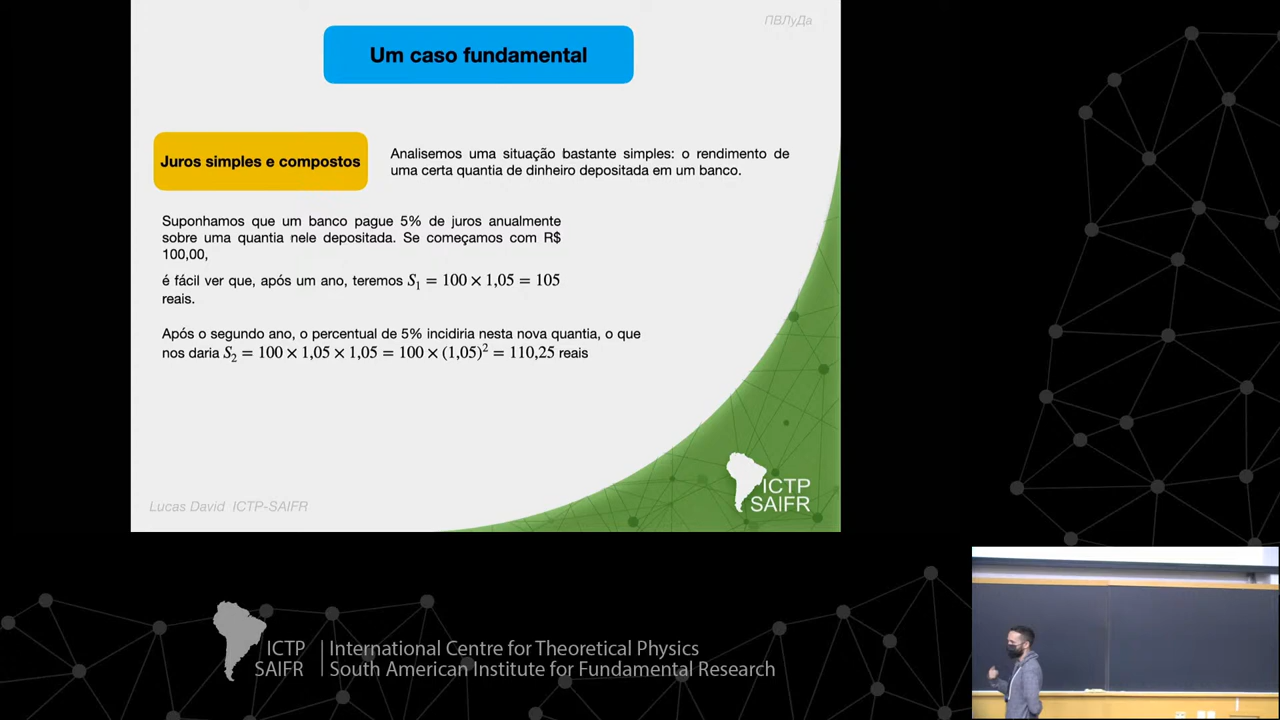 ПВЛуДа
Um caso fundamental
Juros simples e compostos
Analisemos uma situação bastante simples: o rendimento de
uma certa quantia de dinheiro depositada em um banco.
Suponhamos que um banco pague 5% de juros anualmente
sobre uma quantia nele depositada. Se começamos com R$
100,00,
é fácil ver que, após um ano, teremos S₁ = 100 × 1,05 = 105
reais.
Após o segundo ano, o percentual de 5% incidiria nesta nova quantia, o que
nos daria S₂ = 100 × 1,05 × 1,05 = 100 × (1,05)² = 110,25 reais
Lucas David ICTP-SAIFR
ICTP
SAIFR
ICTP
SAIFR
International Centre for Theoretical Physics
South American Institute for Fundamental Research